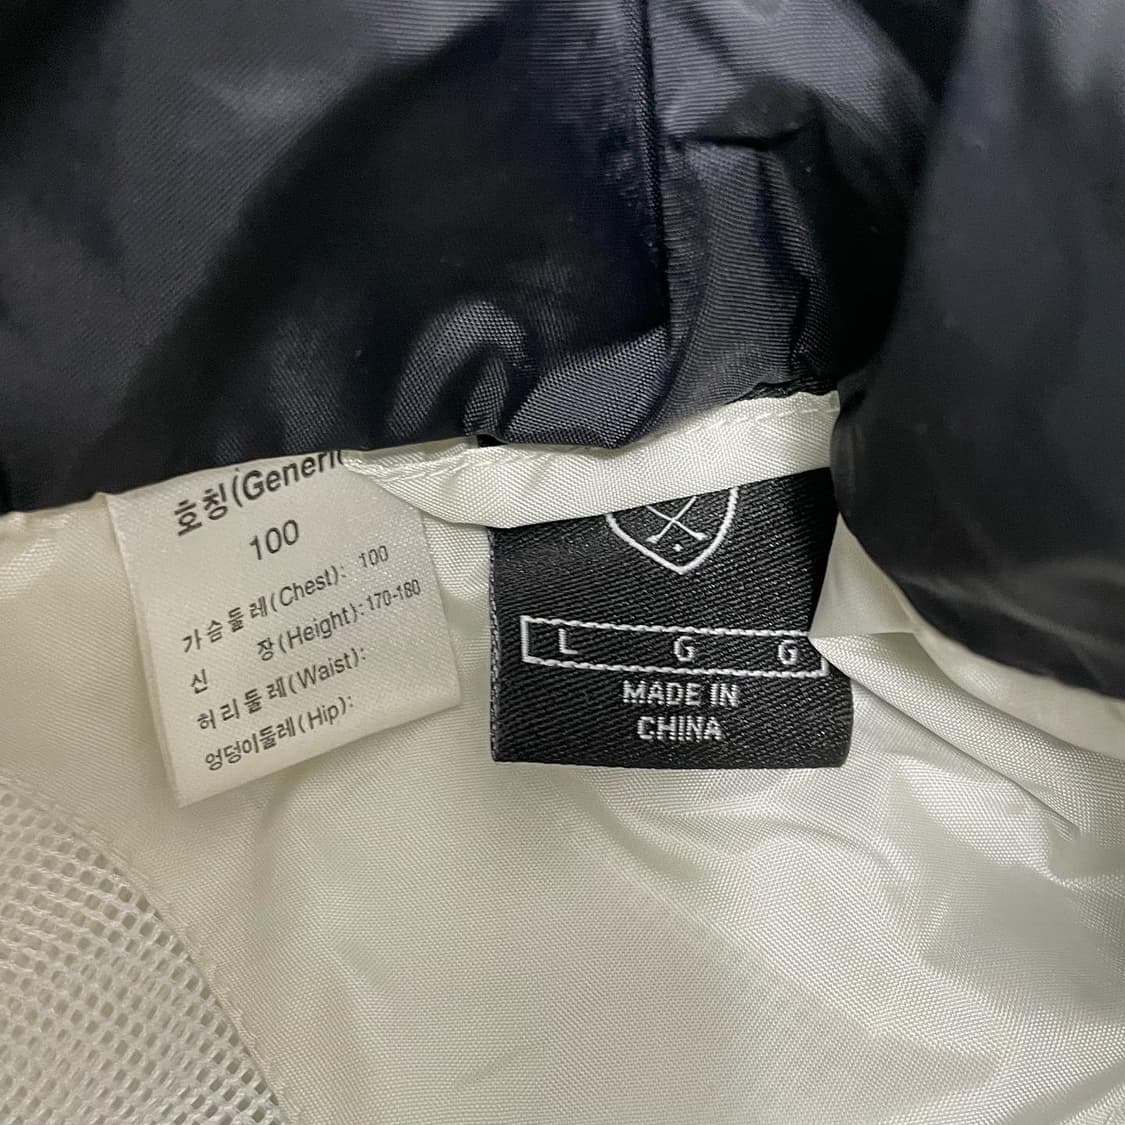 호칭(Generic
100
가슴둘레(Chest): 100
신 장(Height):170-180
허리둘레(Waist):
엉덩이둘레(Hip):
L G G
MADE IN
CHINA